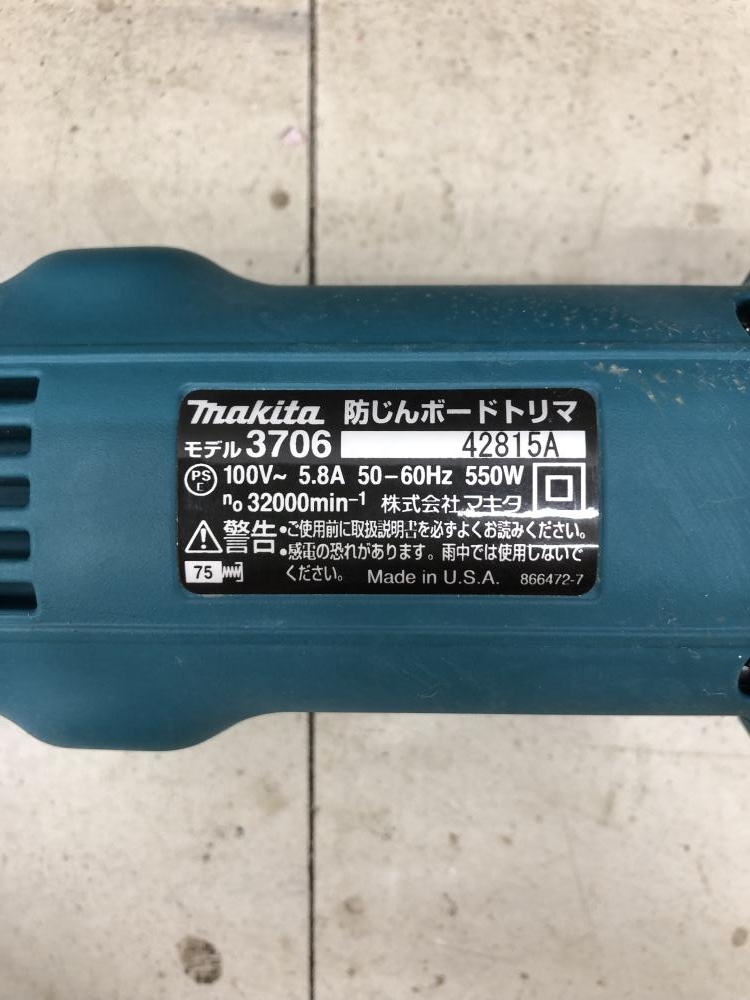 makita 防じんボードトリマ
モデル 3706 42815A
PS E 100V~ 5.8A 50-60Hz 550W
n₀ 32000min⁻¹ 株式会社マキタ
警告 •ご使用前に取扱説明書を必ずよくお読みください。
•感電の恐れがあります。雨中では使用しないで
75 ください。 Made in U.S.A. 866472-7